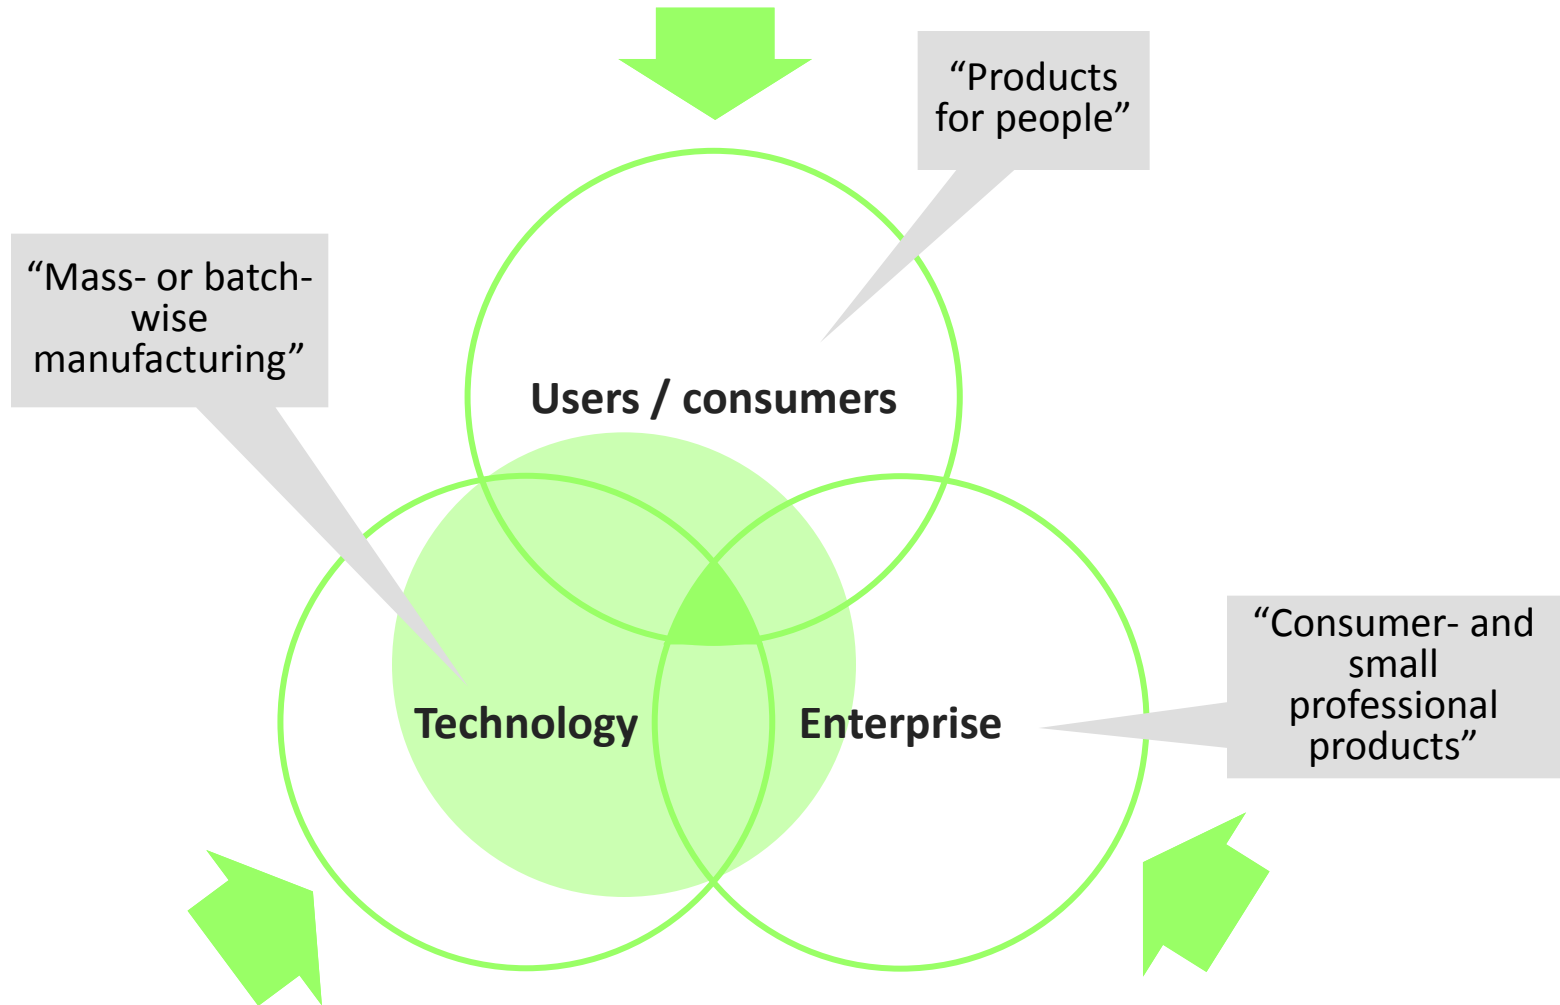 “Products
for people”
“Mass- or batch-
wise
manufacturing”
Users / consumers
“Consumer- and
small
professional
products”
Technology
Enterprise